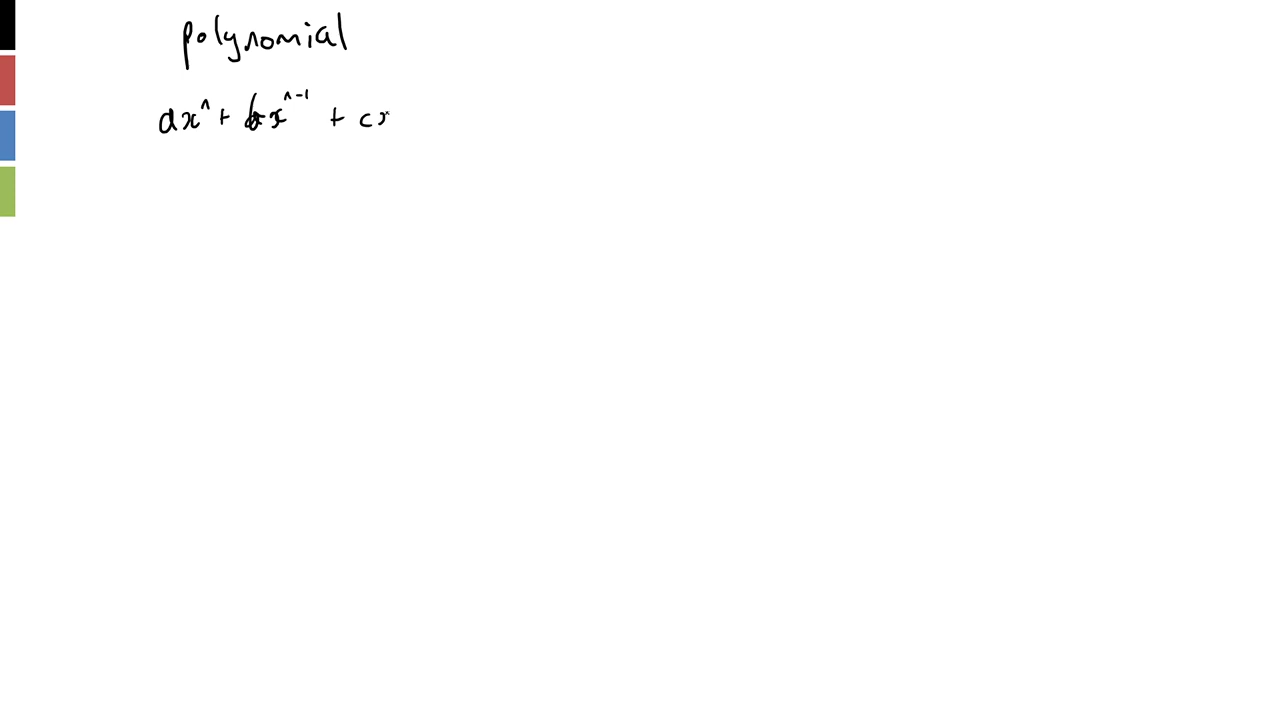 polynomial
ax^n + bx^{n-1} + cx